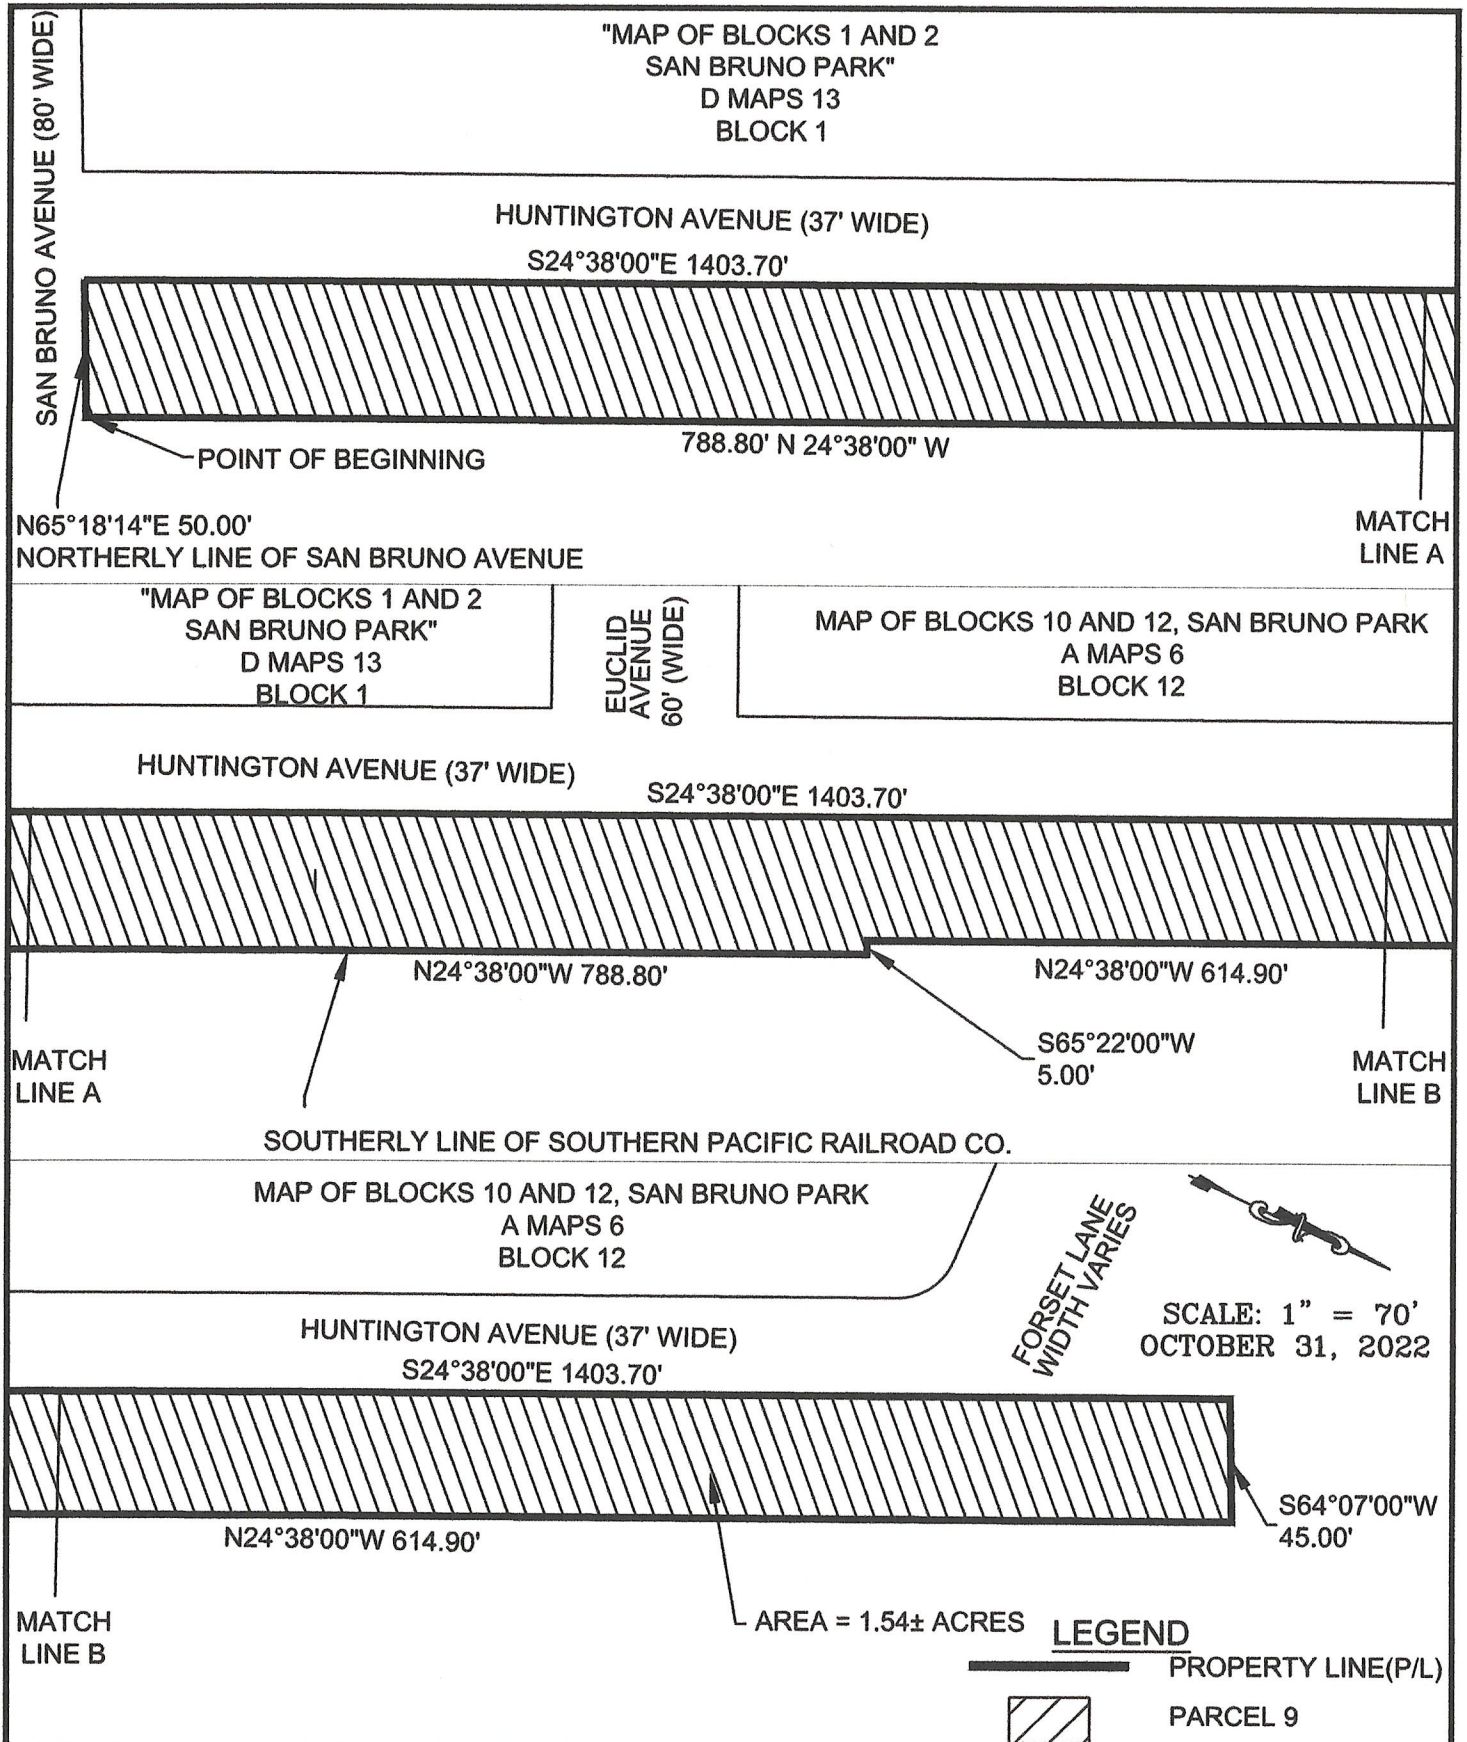 SAN BRUNO AVENUE (80' WIDE)
"MAP OF BLOCKS 1 AND 2
SAN BRUNO PARK"
D MAPS 13
BLOCK 1
HUNTINGTON AVENUE (37' WIDE)
S24°38'00"E 1403.70'
788.80' N 24°38'00" W
POINT OF BEGINNING
N65°18'14"E 50.00'
NORTHERLY LINE OF SAN BRUNO AVENUE
MATCH
LINE A
"MAP OF BLOCKS 1 AND 2
SAN BRUNO PARK"
D MAPS 13
BLOCK 1
EUCLID
AVENUE
60' (WIDE)
MAP OF BLOCKS 10 AND 12, SAN BRUNO PARK
A MAPS 6
BLOCK 12
HUNTINGTON AVENUE (37' WIDE)
S24°38'00"E 1403.70'
N24°38'00"W 788.80'
N24°38'00"W 614.90'
S65°22'00"W
5.00'
MATCH
LINE A
MATCH
LINE B
SOUTHERLY LINE OF SOUTHERN PACIFIC RAILROAD CO.
MAP OF BLOCKS 10 AND 12, SAN BRUNO PARK
A MAPS 6
BLOCK 12
FORSET LANE
WIDTH VARIES
SCALE: 1" = 70'
OCTOBER 31, 2022
HUNTINGTON AVENUE (37' WIDE)
S24°38'00"E 1403.70'
S64°07'00"W
45.00'
N24°38'00"W 614.90'
MATCH
LINE B
AREA = 1.54± ACRES
LEGEND
PROPERTY LINE(P/L)
PARCEL 9